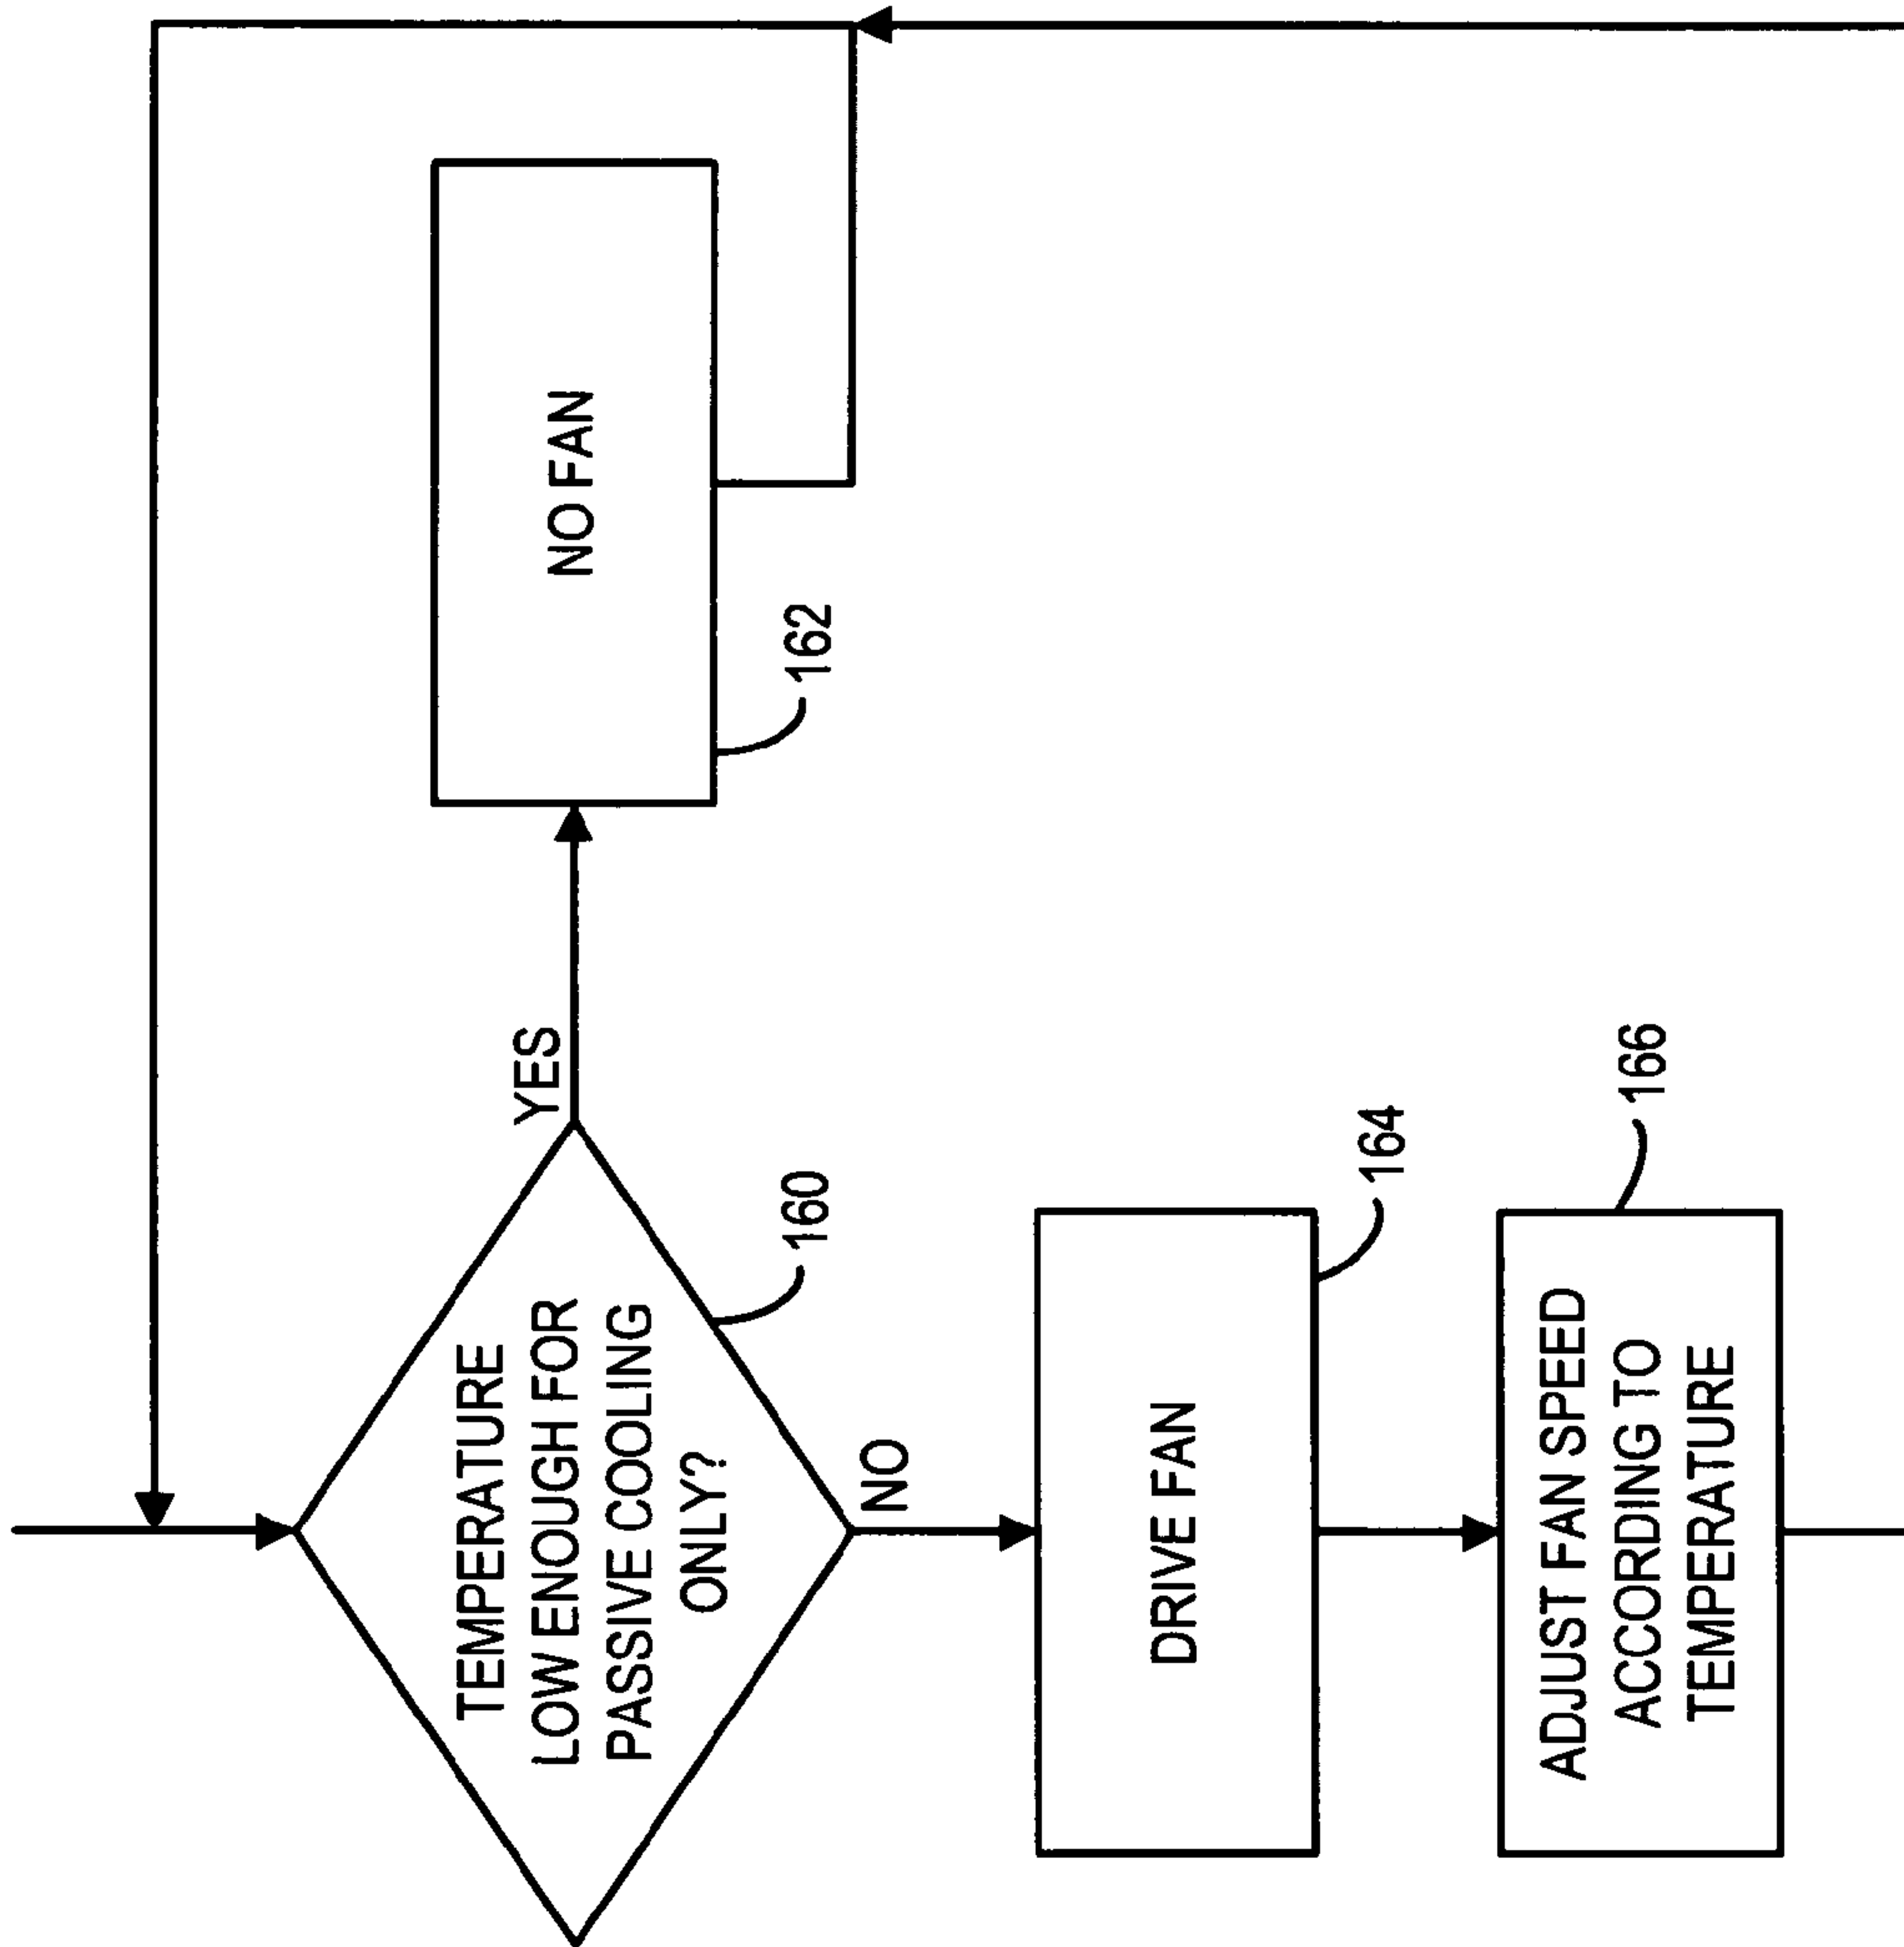 TEMPERATURE
LOW ENOUGH FOR
PASSIVE COOLING
ONLY?
160
YES
NO FAN
162
NO
DRIVE FAN
164
ADJUST FAN SPEED
ACCORDING TO
TEMPERATURE
166